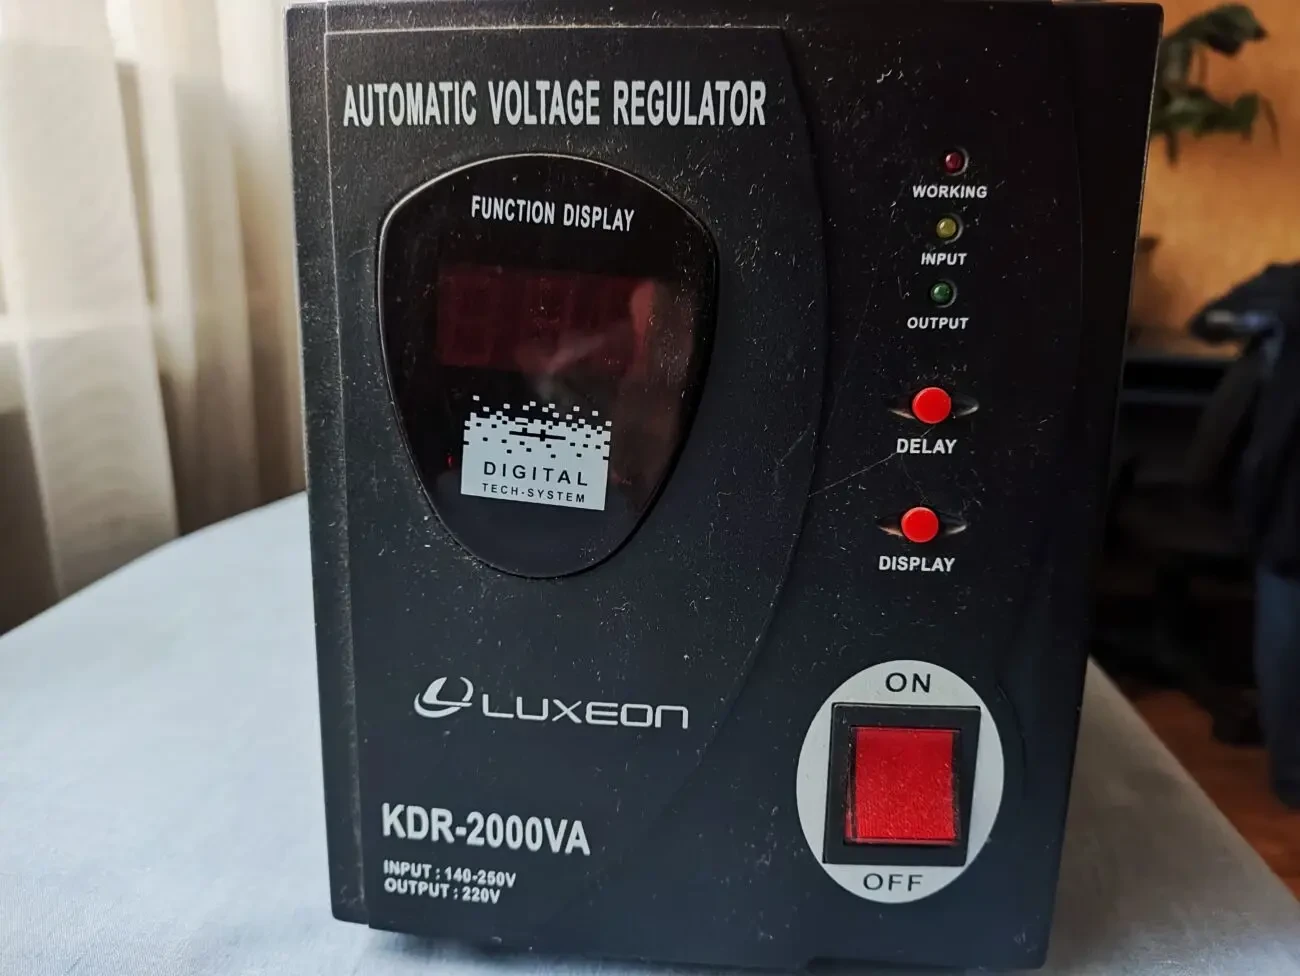 AUTOMATIC VOLTAGE REGULATOR
FUNCTION DISPLAY
DIGITAL
TECH-SYSTEM
WORKING
INPUT
OUTPUT
DELAY
DISPLAY
LUXEON
KDR-2000VA
INPUT : 140-250V
OUTPUT : 220V
ON
OFF